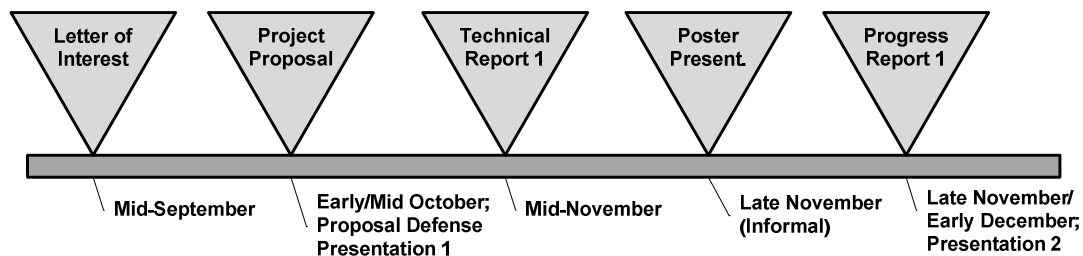 Letter of
Interest
Project
Proposal
Technical
Report 1
Poster
Present.
Progress
Report 1
Mid-September
Early/Mid October;
Proposal Defense
Presentation 1
Mid-November
Late November
(Informal)
Late November/
Early December;
Presentation 2